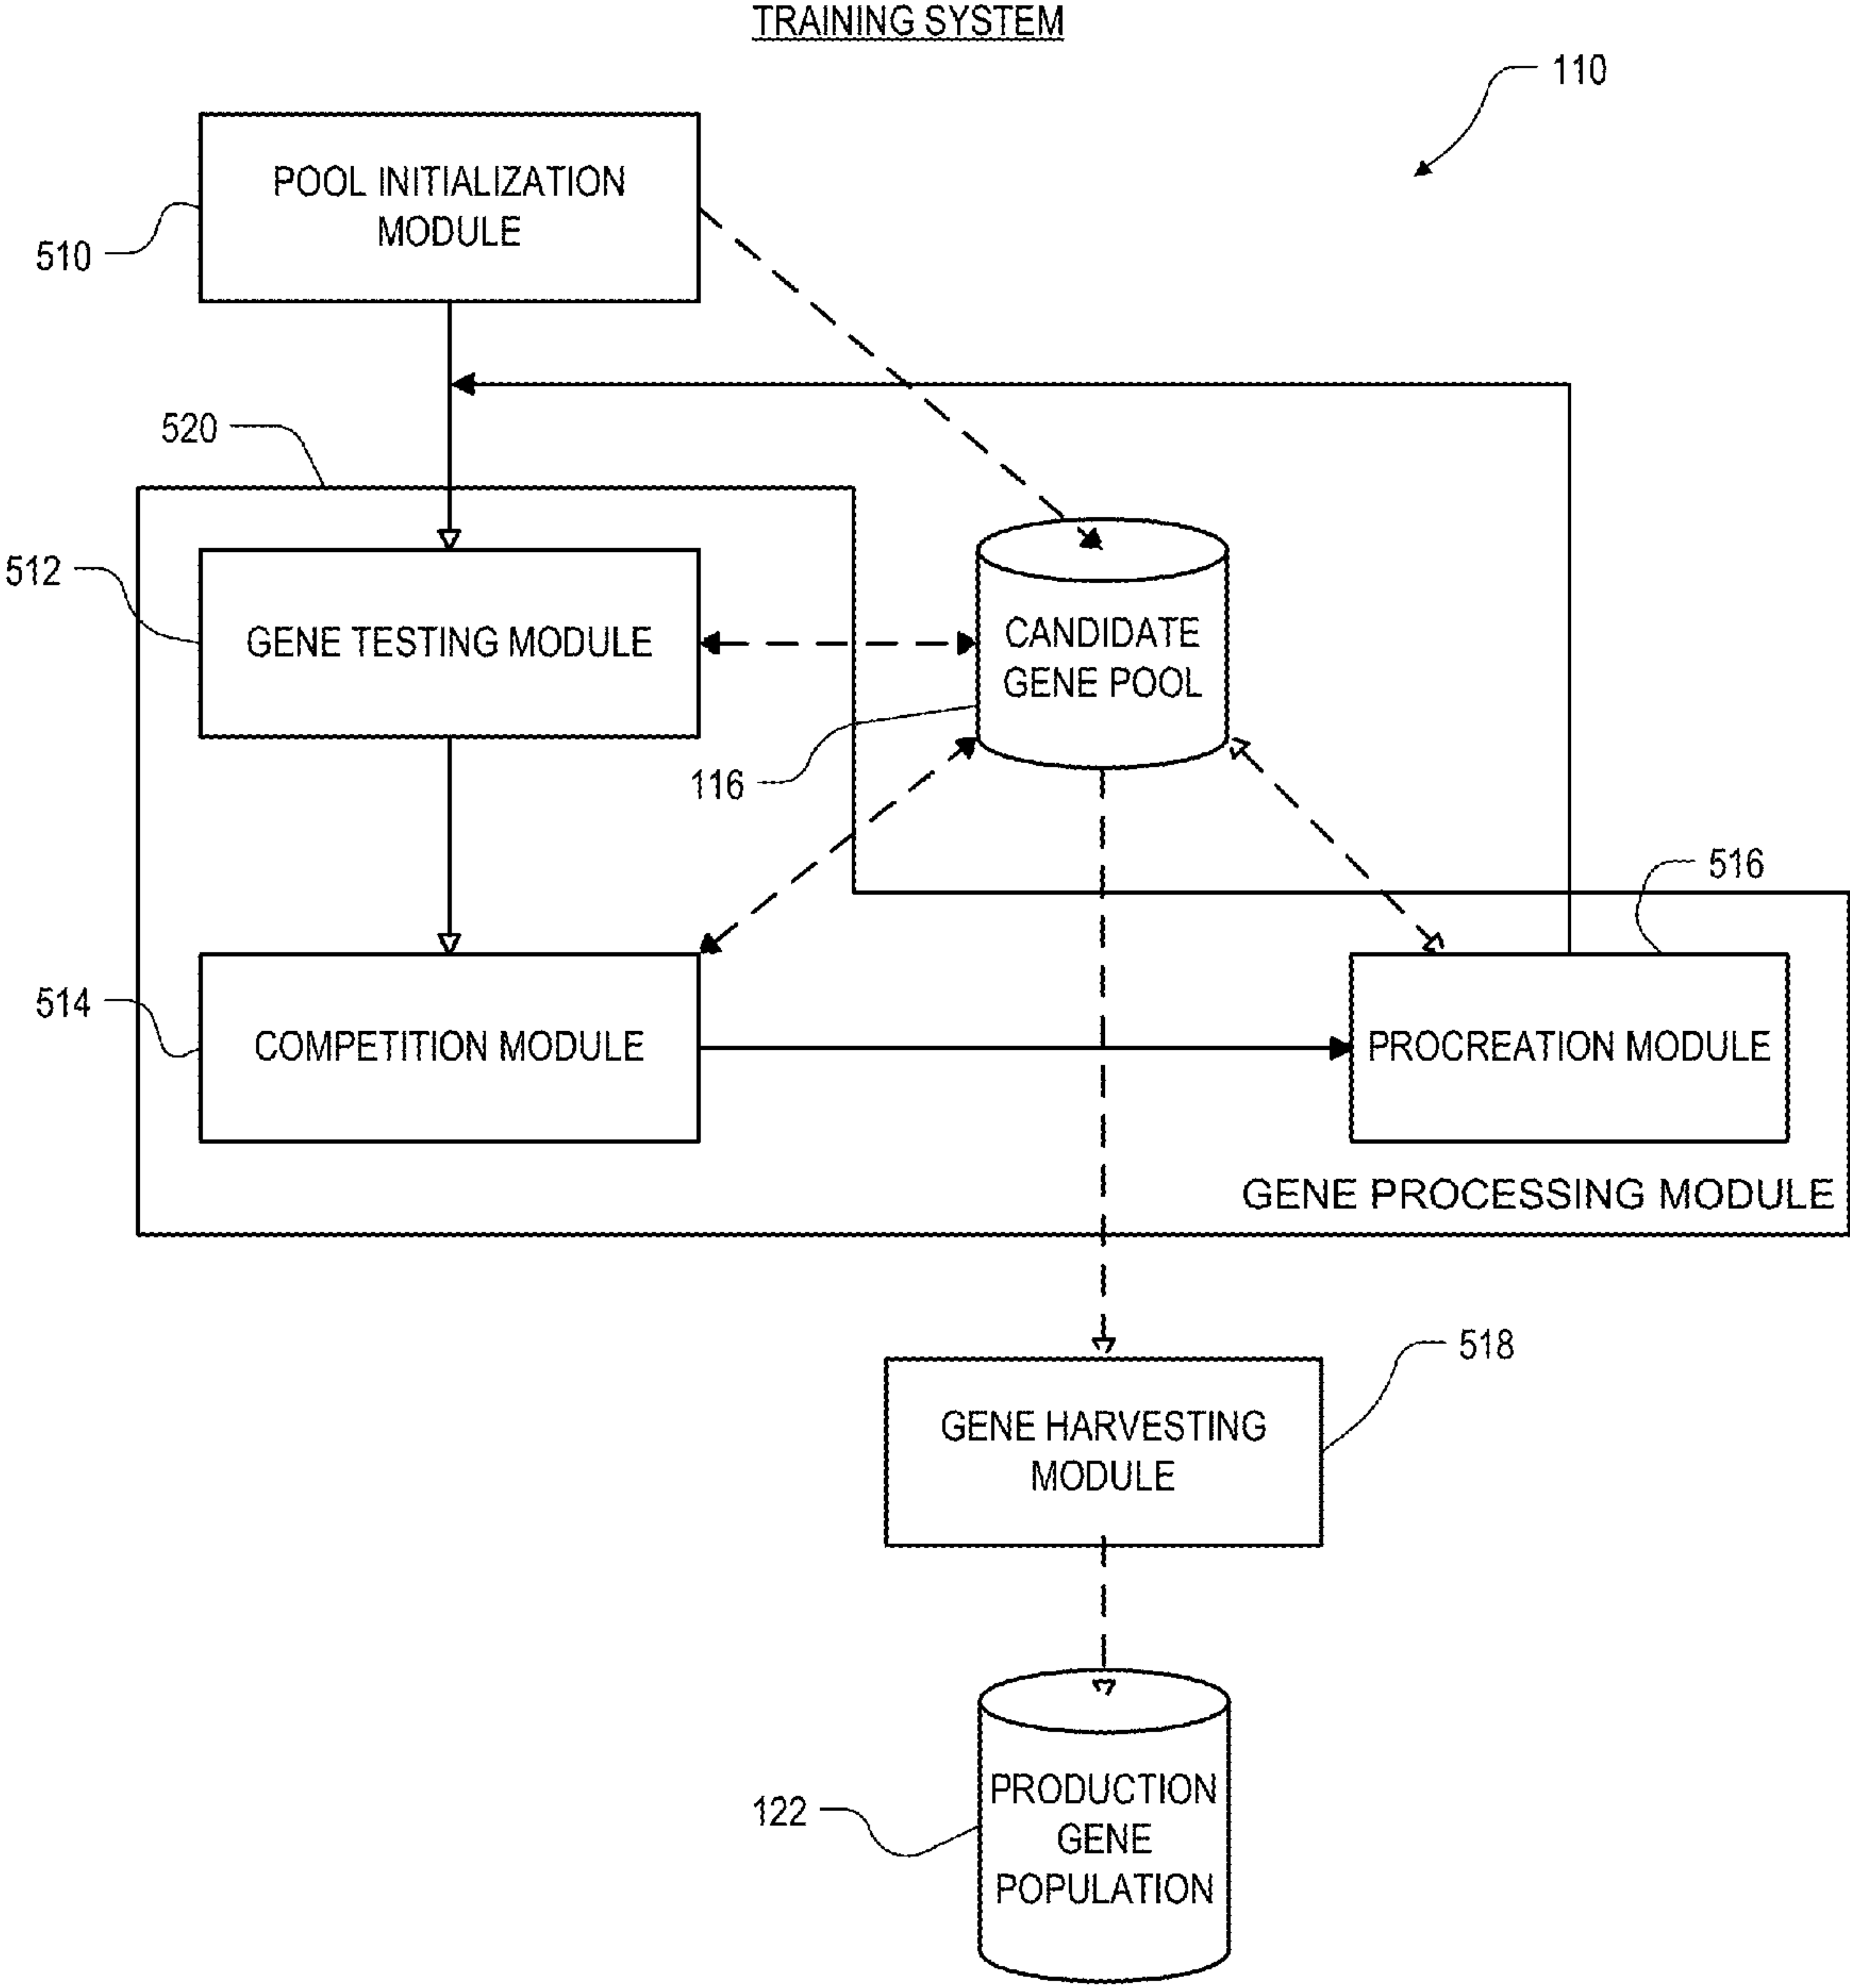 TRAINING SYSTEM
110
POOL INITIALIZATION
MODULE
510
520
512
GENE TESTING MODULE
CANDIDATE
GENE POOL
116
516
514
COMPETITION MODULE
PROCREATION MODULE
GENE PROCESSING MODULE
518
GENE HARVESTING
MODULE
122
PRODUCTION
GENE
POPULATION